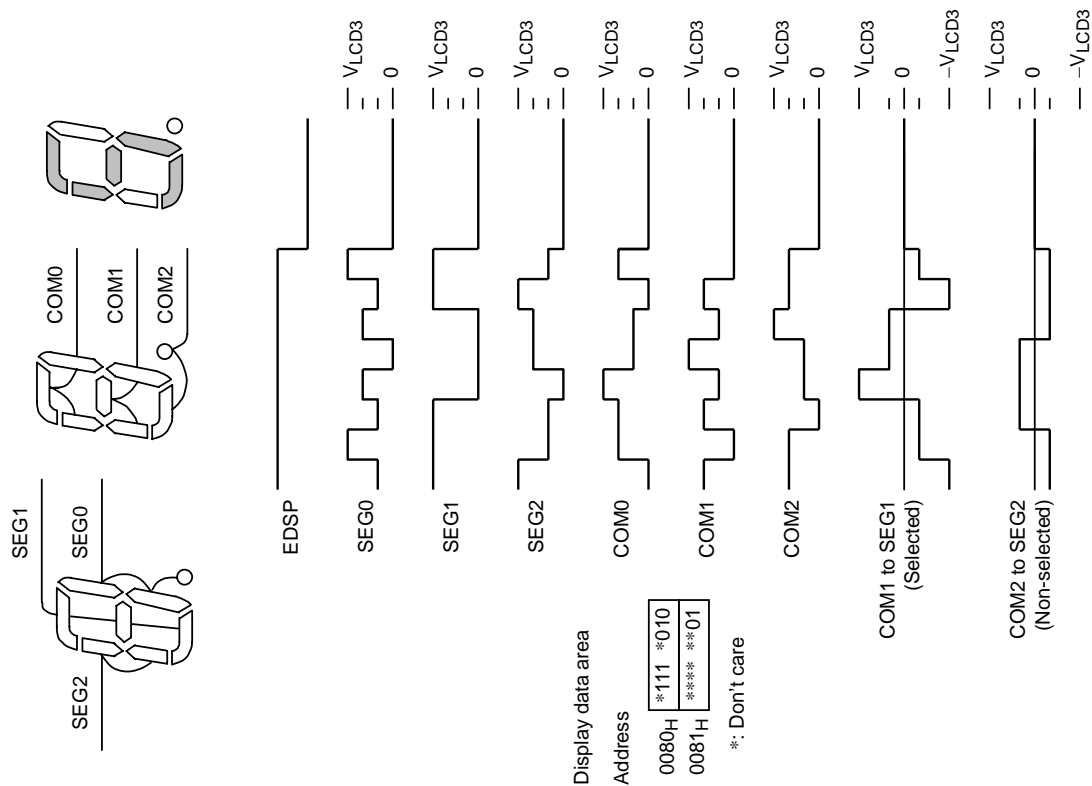 SEG2
SEG1
SEG0
COM0
COM1
COM2
Display data area
Address
0080H *111 *010
0081H **** **01
*: Don't care
EDSP
SEG0
VLCD3
0
SEG1
VLCD3
0
SEG2
VLCD3
0
COM0
VLCD3
0
COM1
VLCD3
0
COM2
VLCD3
0
COM1 to SEG1
(Selected)
VLCD3
0
−VLCD3
COM2 to SEG2
(Non-selected)
VLCD3
0
−VLCD3